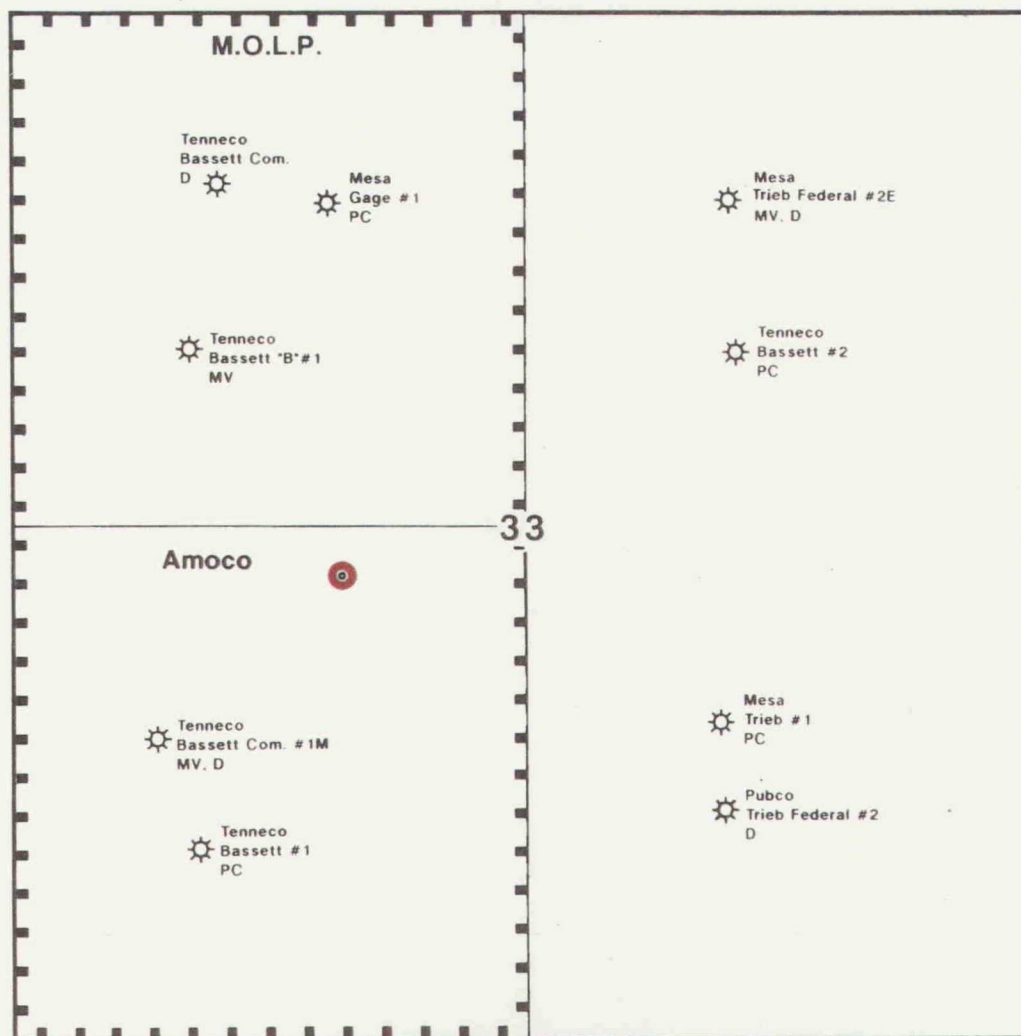 M.O.L.P.
Tenneco
Bassett Com.
D
Mesa
Gage #1
PC
Tenneco
Bassett "B"#1
MV
Mesa
Trieb Federal #2E
MV, D
Tenneco
Bassett #2
PC
33
Amoco
Tenneco
Bassett Com. #1M
MV, D
Tenneco
Bassett #1
PC
Mesa
Trieb #1
PC
Pubco
Trieb Federal #2
D